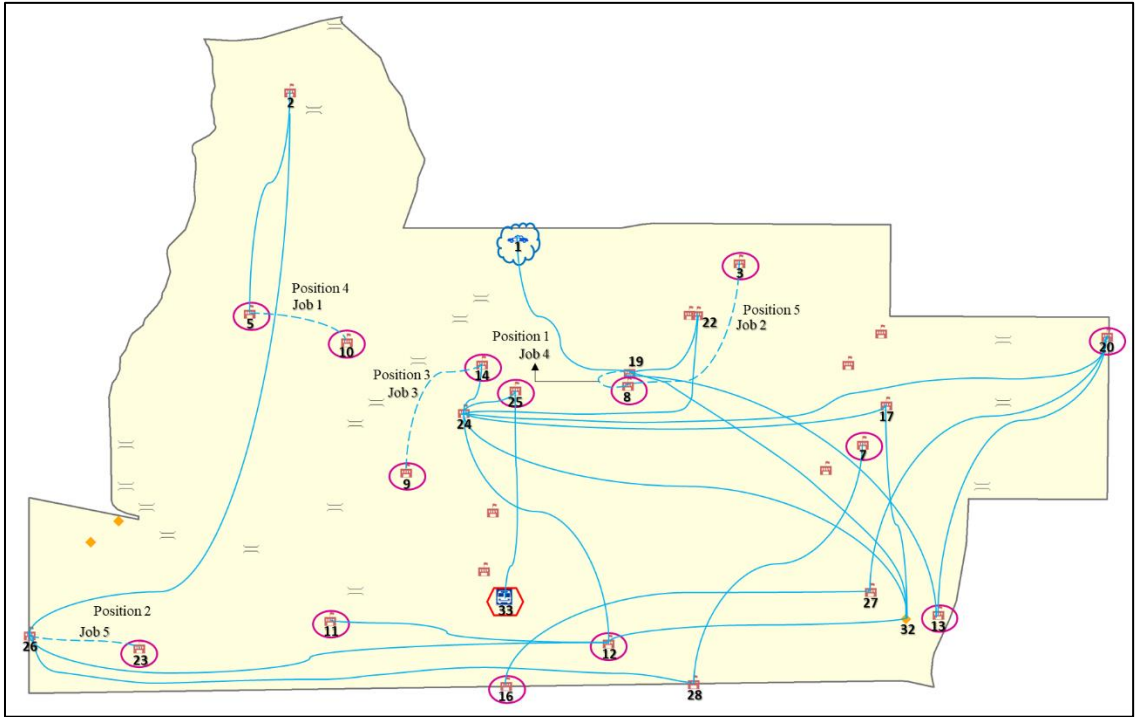 2
1
3
Position 4
Job 1
5
10
Position 5
Job 2
22
20
Position 1
Job 4
19
8
14
Position 3
Job 3
25
24
17
7
9
33
27
32
13
Position 2
Job 5
26
23
11
12
16
28